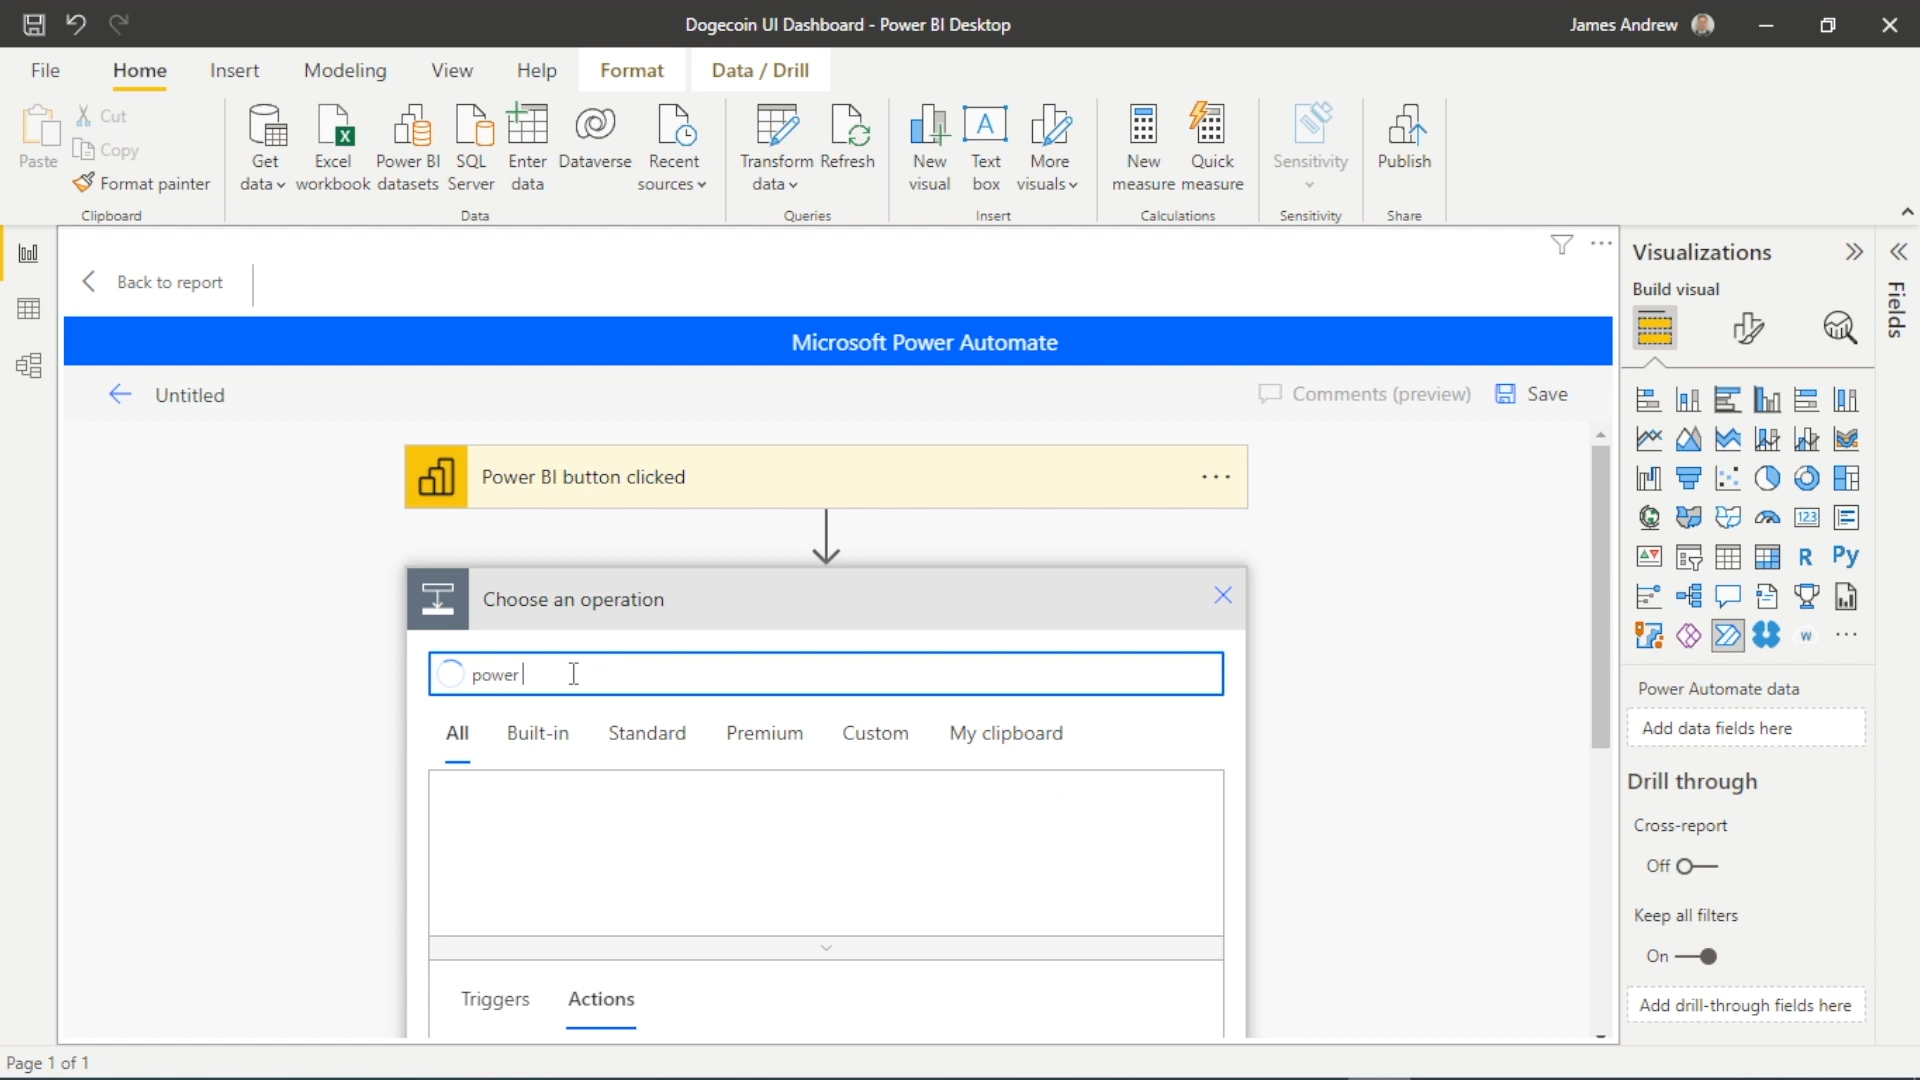 Dogecoin UI Dashboard - Power BI Desktop
James Andrew
File Home Insert Modeling View Help Format Data / Drill
Paste
Cut
Copy
Format painter
Clipboard
Get data
Excel workbook
Power BI datasets
SQL Server
Enter data
Dataverse
Recent sources
Data
Transform data
Refresh
Queries
New visual
Text box
More visuals
Insert
New measure
Quick measure
Calculations
Sensitivity
Sensitivity
Publish
Share
Back to report
Microsoft Power Automate
Untitled
Comments (preview)
Save
Power BI button clicked
Choose an operation
power
All Built-in Standard Premium Custom My clipboard
Triggers Actions
Visualizations
Build visual
123
R
Py
W
Power Automate data
Add data fields here
Drill through
Cross-report
Off
Keep all filters
On
Add drill-through fields here
Fields
Page 1 of 1